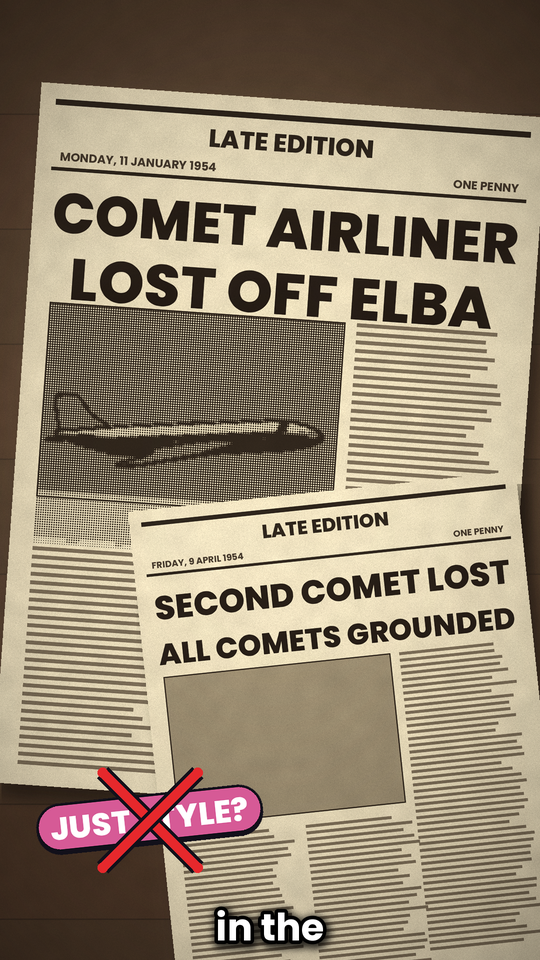 LATE EDITION
MONDAY, 11 JANUARY 1954
ONE PENNY
COMET AIRLINER
LOST OFF ELBA
LATE EDITION
FRIDAY, 9 APRIL 1954
ONE PENNY
SECOND COMET LOST
ALL COMETS GROUNDED
JUST STYLE?
in the